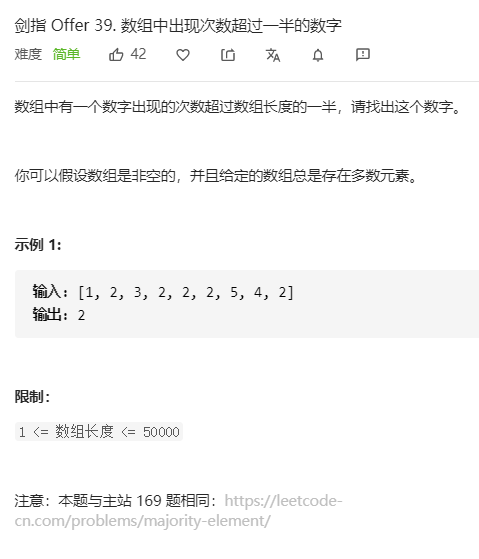 剑指 Offer 39. 数组中出现次数超过一半的数字
难度 简单 42
数组中有一个数字出现的次数超过数组长度的一半，请找出这个数字。
你可以假设数组是非空的，并且给定的数组总是存在多数元素。
示例 1:
输入: [1, 2, 3, 2, 2, 2, 5, 4, 2]
输出: 2
限制：
1 <= 数组长度 <= 50000
注意：本题与主站 169 题相同：https://leetcode-
cn.com/problems/majority-element/